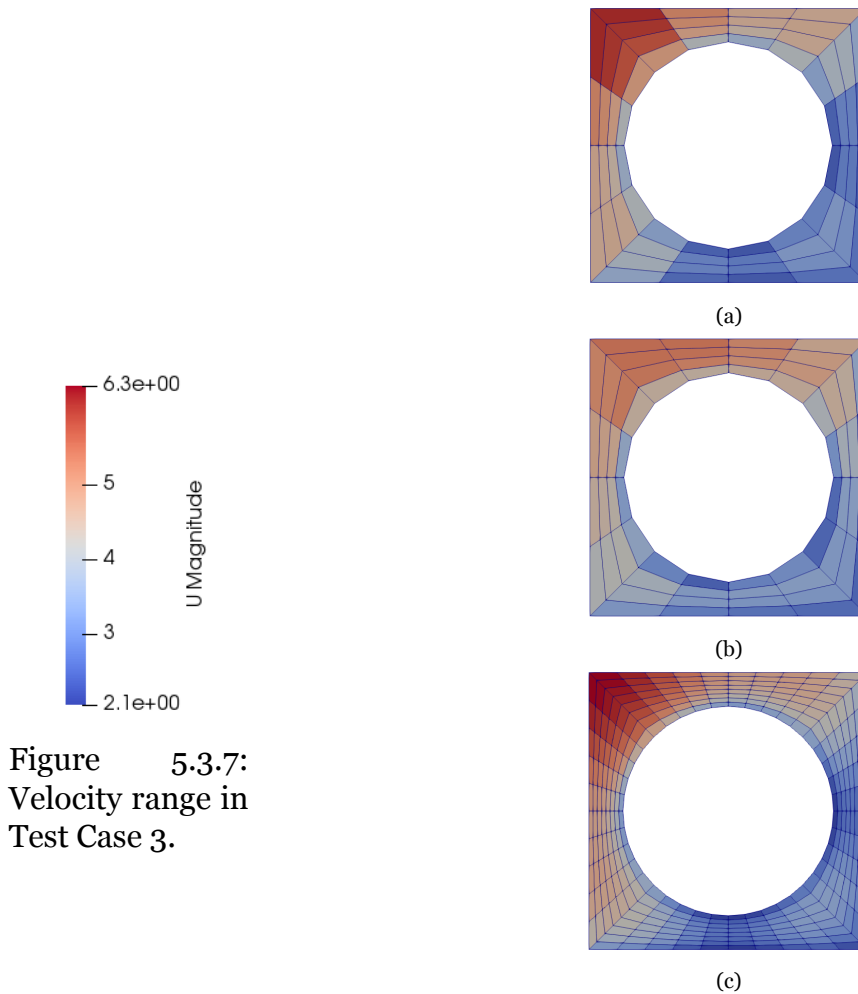 (a)
(b)
6.3e+00
5
4
3
2.1e+00
U Magnitude
Figure 5.3.7:
Velocity range in
Test Case 3.
(c)